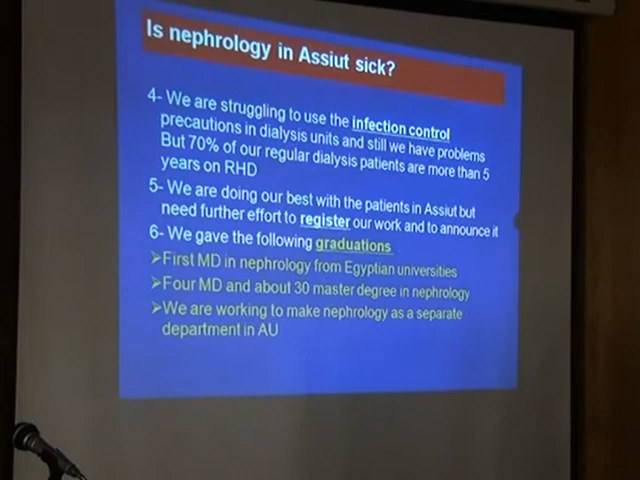 Is nephrology in Assiut sick?
4- We are struggling to use the infection control
precautions in dialysis units and still we have problems
But 70% of our regular dialysis patients are more than 5
years on RHD
5- We are doing our best with the patients in Assiut but
need further effort to register our work and to announce it
6- We gave the following graduations
➢First MD in nephrology from Egyptian universities
➢Four MD and about 30 master degree in nephrology
➢We are working to make nephrology as a separate
department in AU